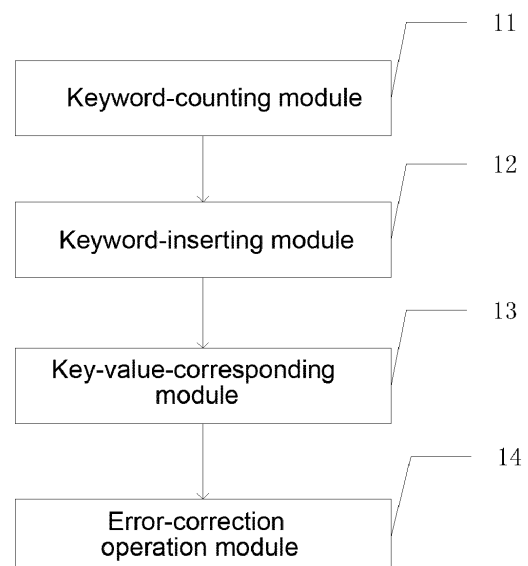 11
Keyword-counting module
12
Keyword-inserting module
13
Key-value-corresponding
module
14
Error-correction
operation module